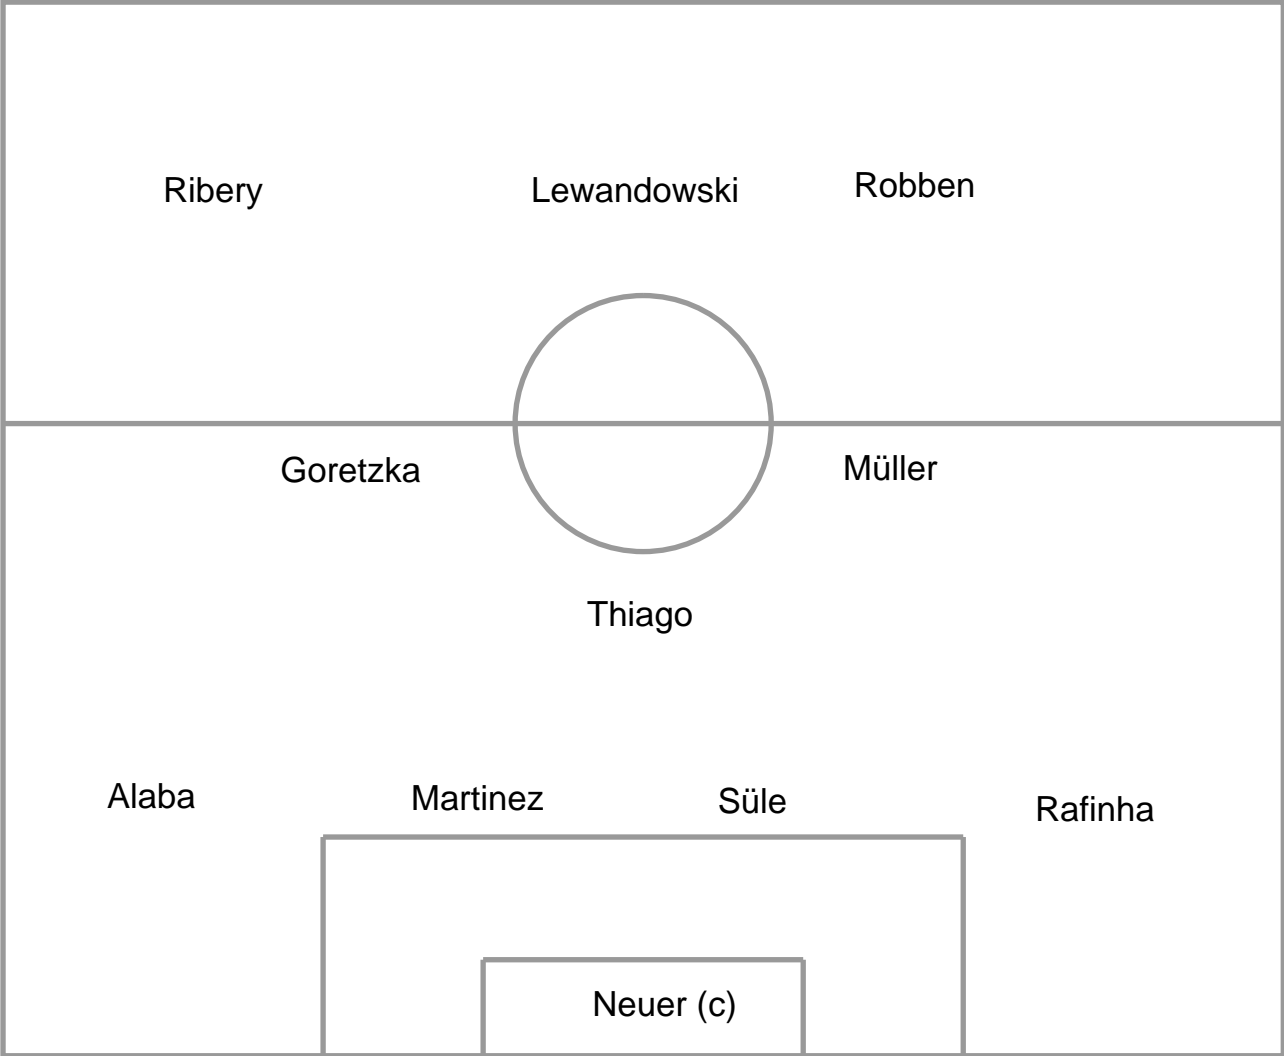 Ribery
Lewandowski
Robben
Goretzka
Müller
Thiago
Alaba
Martinez
Süle
Rafinha
Neuer (c)